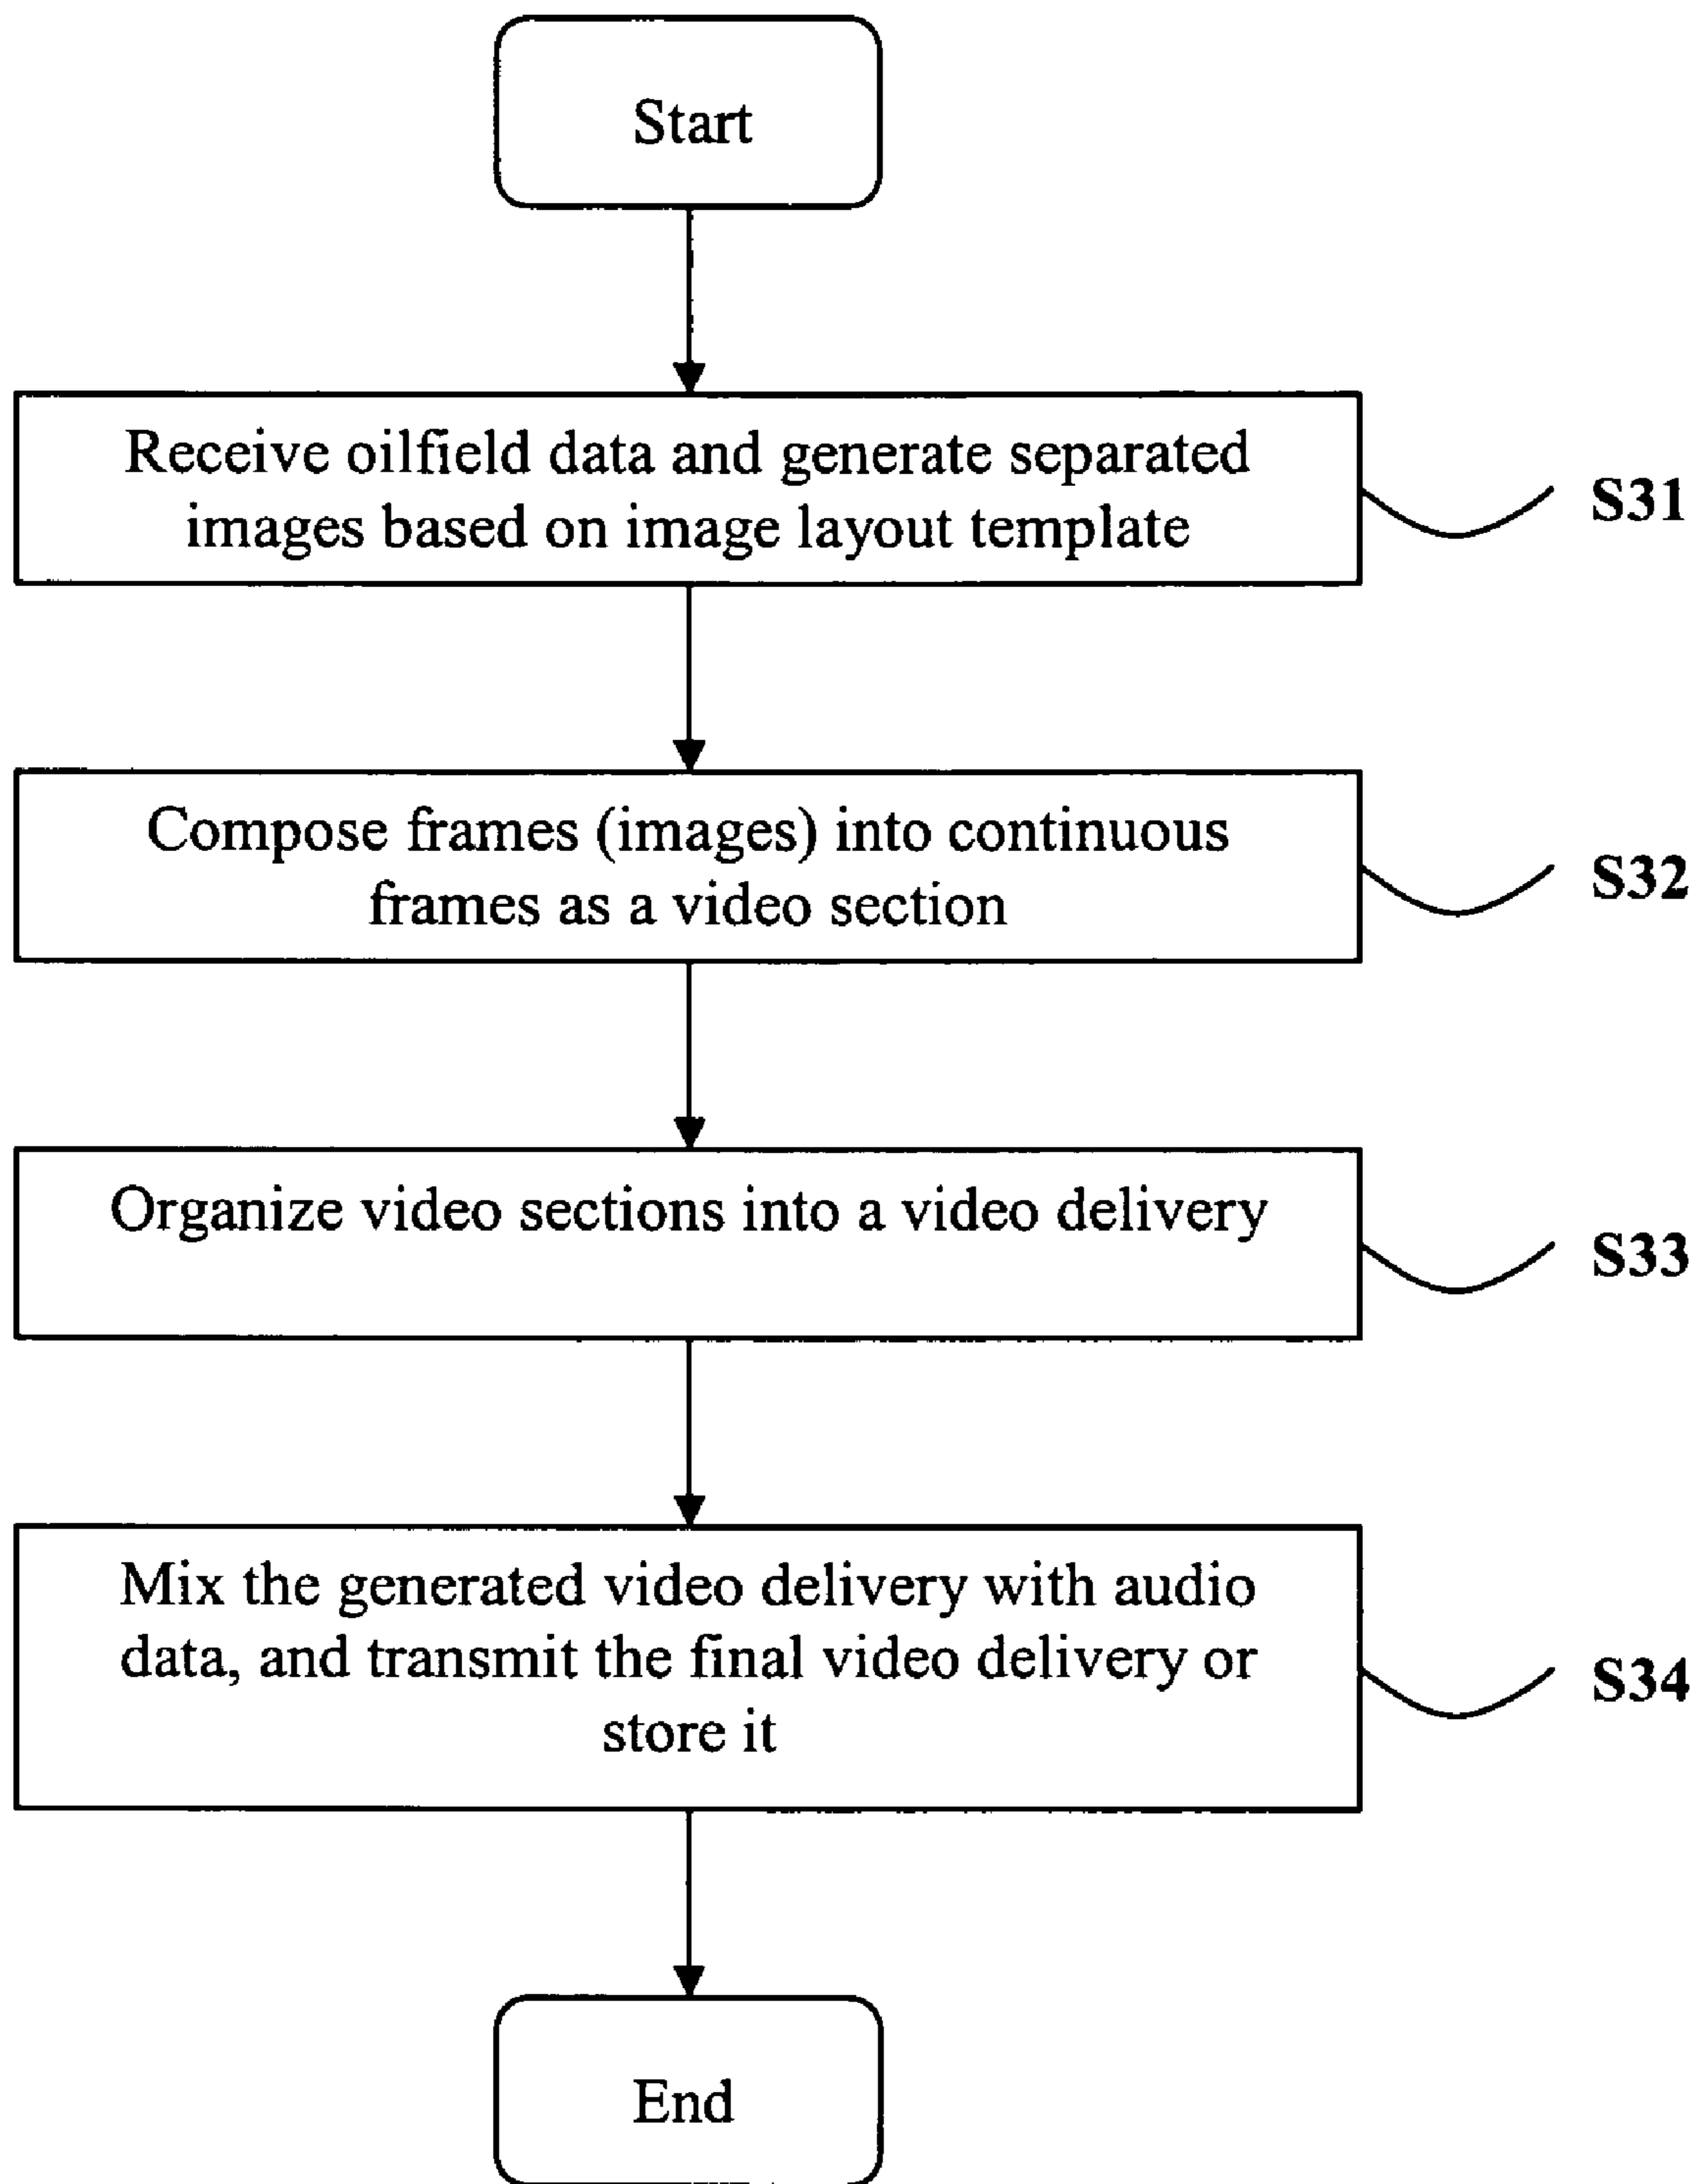 Start
Receive oilfield data and generate separated
images based on image layout template
S31
Compose frames (images) into continuous
frames as a video section
S32
Organize video sections into a video delivery
S33
Mix the generated video delivery with audio
data, and transmit the final video delivery or
store it
S34
End